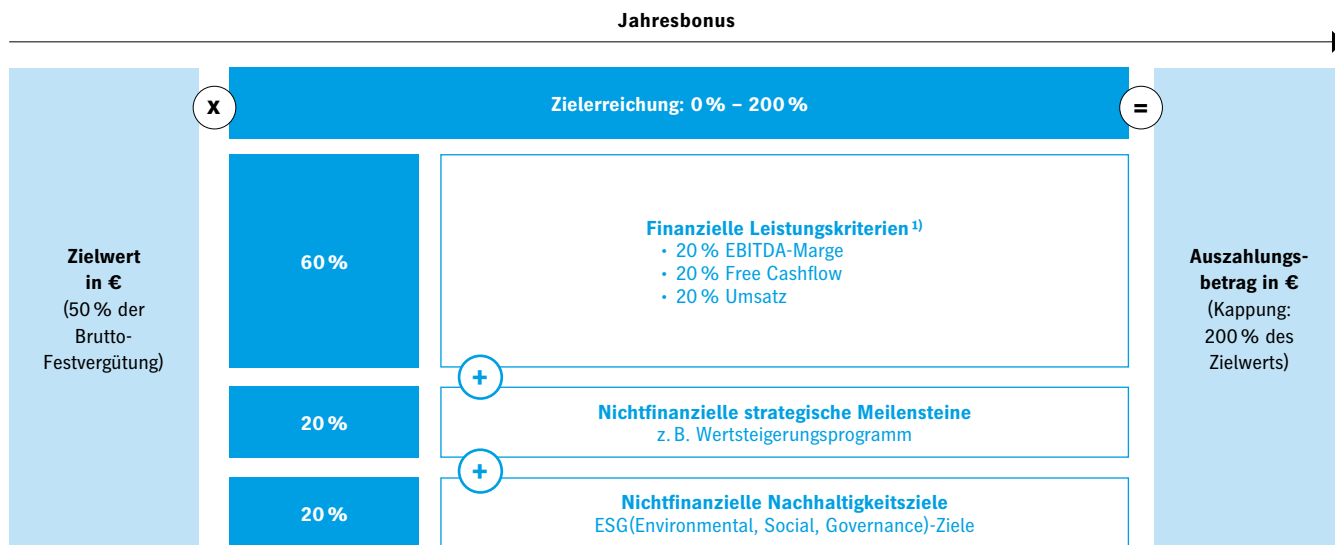 Jahresbonus
Zielwert
in €
(50 % der
Brutto-
Festvergütung)
x
Zielerreichung: 0 % – 200 %
=
60 %
Finanzielle Leistungskriterien 1)
• 20 % EBITDA-Marge
• 20 % Free Cashflow
• 20 % Umsatz
+
20 %
Nichtfinanzielle strategische Meilensteine
z. B. Wertsteigerungsprogramm
+
20 %
Nichtfinanzielle Nachhaltigkeitsziele
ESG(Environmental, Social, Governance)-Ziele
Auszahlungs-
betrag in €
(Kappung:
200 % des
Zielwerts)